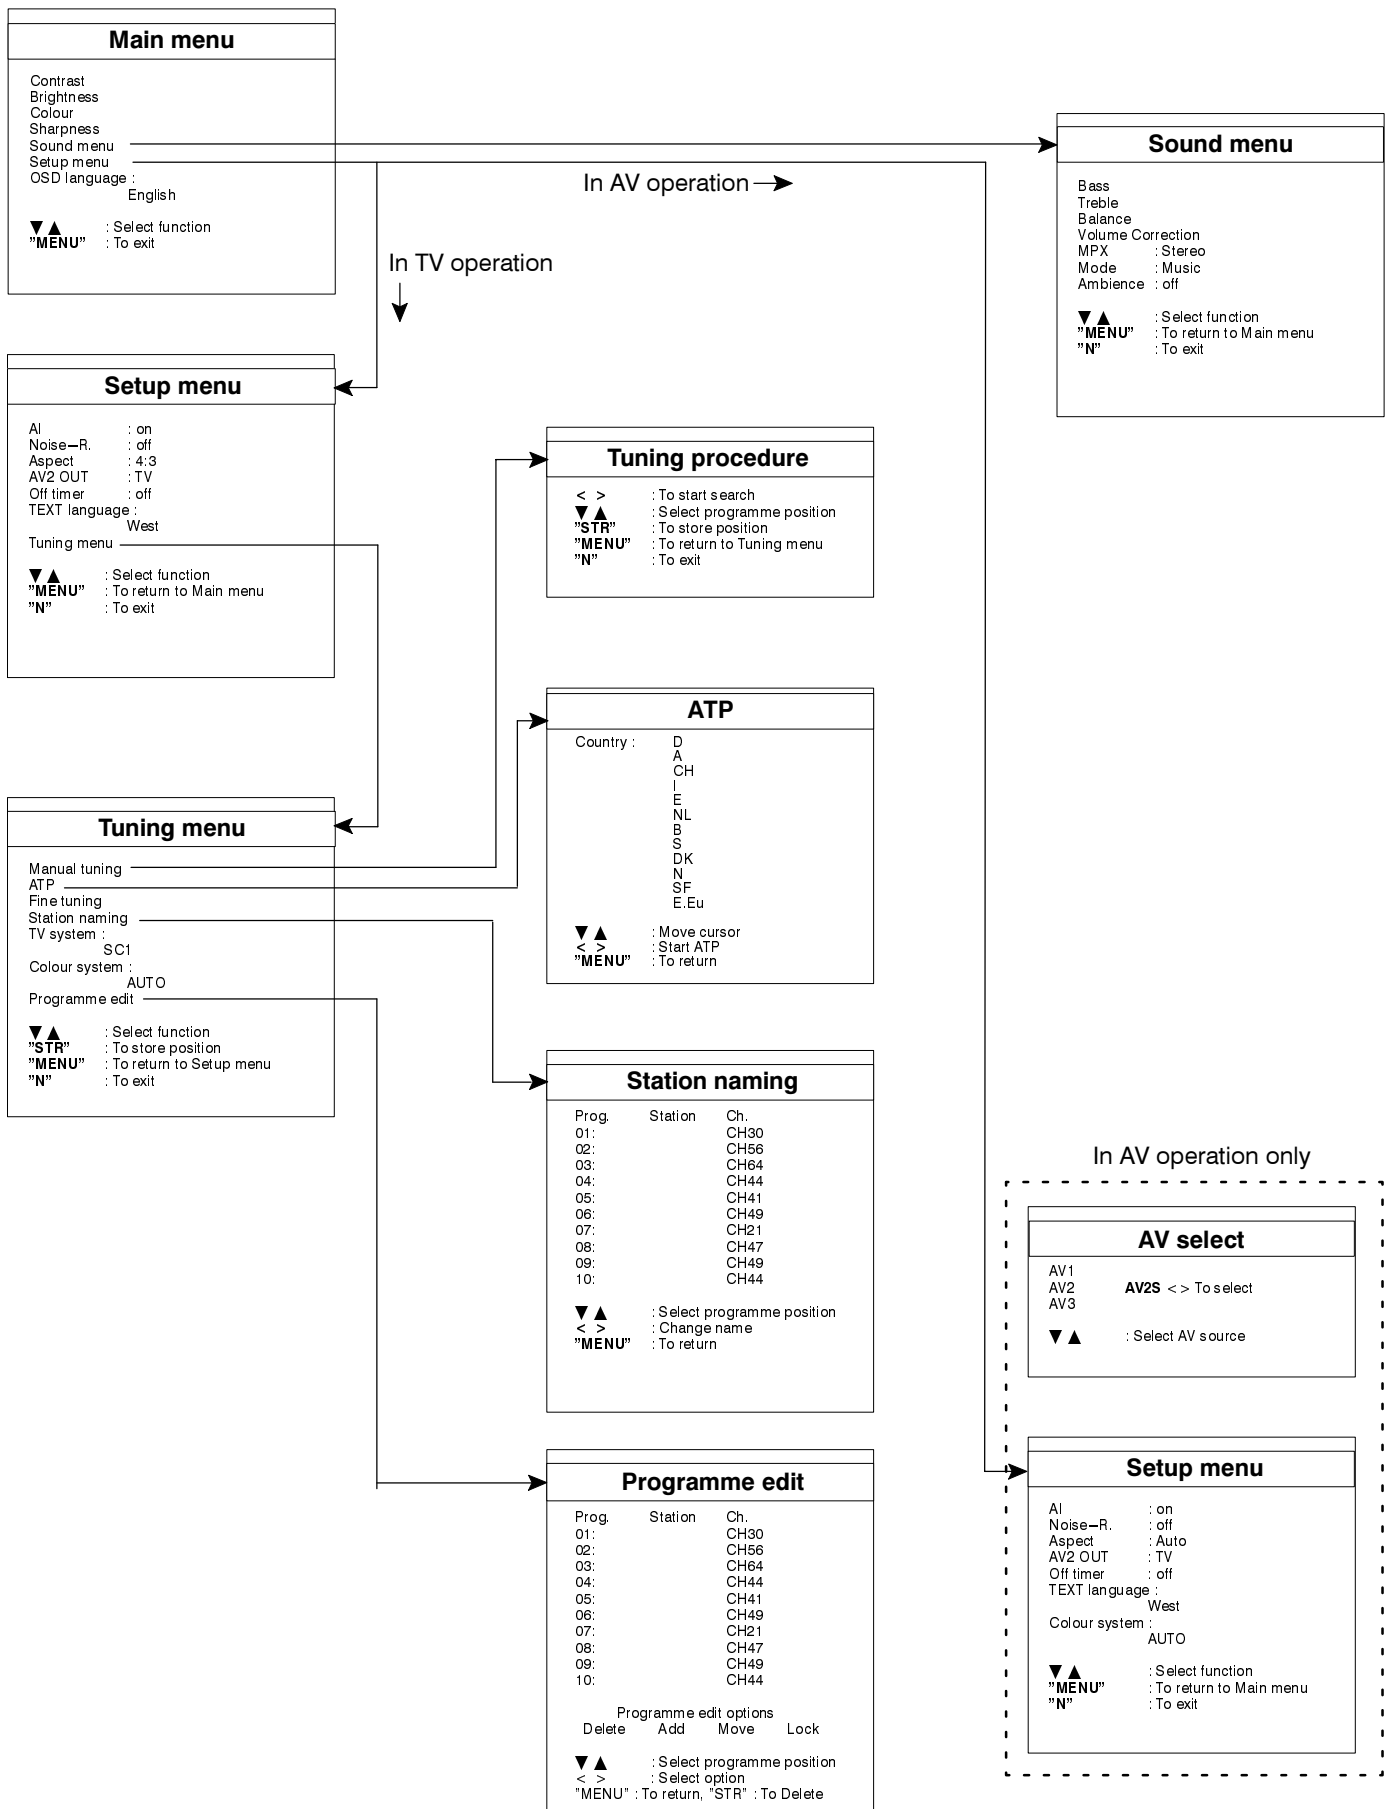 Main menu
Contrast
Brightness
Colour
Sharpness
Sound menu
Setup menu
OSD language :
English
▼ ▲ : Select function
"MENU" : To exit
In AV operation
In TV operation
Sound menu
Bass
Treble
Balance
Volume Correction
MPX : Stereo
Mode : Music
Ambience : off
▼ ▲ : Select function
"MENU" : To return to Main menu
"N" : To exit
Setup menu
AI : on
Noise–R. : off
Aspect : 4:3
AV2 OUT : TV
Off timer : off
TEXT language :
West
Tuning menu
▼ ▲ : Select function
"MENU" : To return to Main menu
"N" : To exit
Tuning procedure
< > : To start search
▼ ▲ : Select programme position
"STR" : To store position
"MENU" : To return to Tuning menu
"N" : To exit
ATP
Country : D
A
CH
I
E
NL
B
S
DK
N
SF
E.Eu
▼ ▲ : Move cursor
< > : Start ATP
"MENU" : To return
Tuning menu
Manual tuning
ATP
Fine tuning
Station naming
TV system :
SC1
Colour system :
AUTO
Programme edit
▼ ▲ : Select function
"STR" : To store position
"MENU" : To return to Setup menu
"N" : To exit
Station naming
Prog. Station Ch.
01: CH30
02: CH56
03: CH64
04: CH44
05: CH41
06: CH49
07: CH21
08: CH47
09: CH49
10: CH44
▼ ▲ : Select programme position
< > : Change name
"MENU" : To return
Programme edit
Prog. Station Ch.
01: CH30
02: CH56
03: CH64
04: CH44
05: CH41
06: CH49
07: CH21
08: CH47
09: CH49
10: CH44
Programme edit options
Delete Add Move Lock
▼ ▲ : Select programme position
< > : Select option
"MENU" : To return, "STR" : To Delete
In AV operation only
AV select
AV1
AV2 AV2S < > To select
AV3
▼ ▲ : Select AV source
Setup menu
AI : on
Noise–R. : off
Aspect : Auto
AV2 OUT : TV
Off timer : off
TEXT language :
West
Colour system :
AUTO
▼ ▲ : Select function
"MENU" : To return to Main menu
"N" : To exit